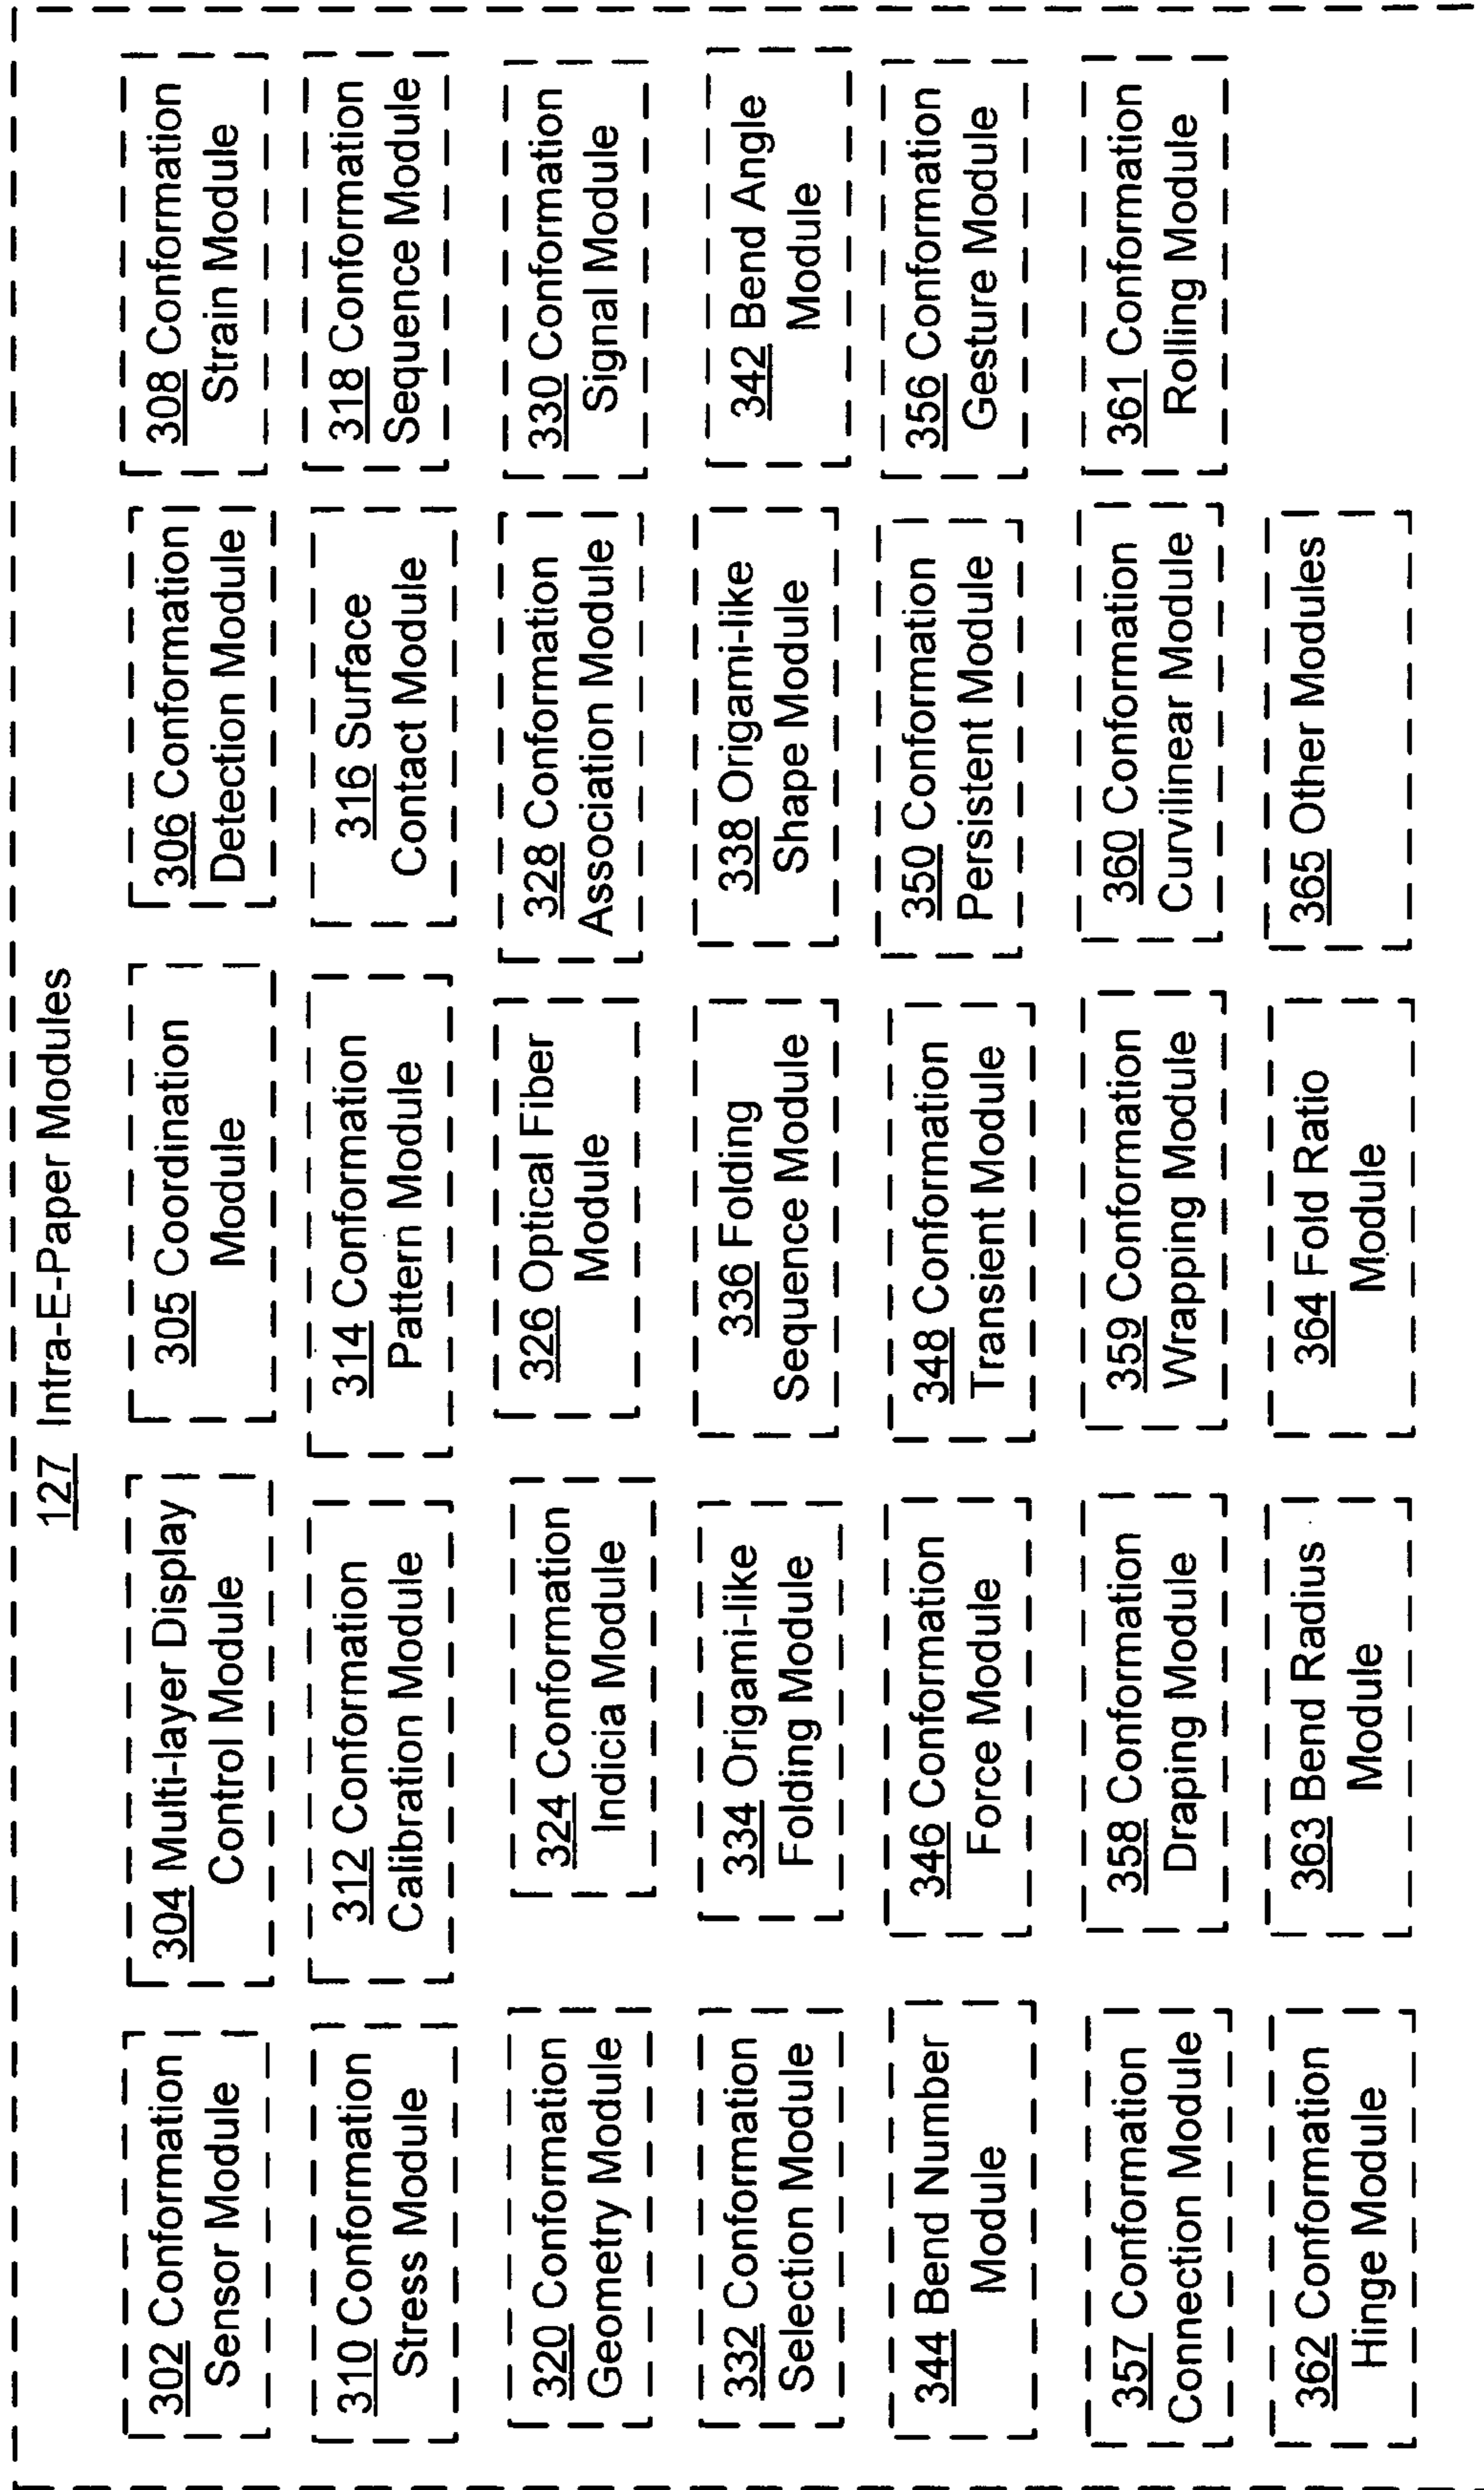 127 Intra-E-Paper Modules
302 Conformation
Sensor Module
304 Multi-layer Display
Control Module
305 Coordination
Module
306 Conformation
Detection Module
308 Conformation
Strain Module
310 Conformation
Stress Module
312 Conformation
Calibration Module
314 Conformation
Pattern Module
316 Surface
Contact Module
318 Conformation
Sequence Module
320 Conformation
Geometry Module
324 Conformation
Indicia Module
326 Optical Fiber
Module
328 Conformation
Association Module
330 Conformation
Signal Module
332 Conformation
Selection Module
334 Origami-like
Folding Module
336 Folding
Sequence Module
338 Origami-like
Shape Module
342 Bend Angle
Module
344 Bend Number
Module
346 Conformation
Force Module
348 Conformation
Transient Module
350 Conformation
Persistent Module
356 Conformation
Gesture Module
357 Conformation
Connection Module
358 Conformation
Draping Module
359 Conformation
Wrapping Module
360 Conformation
Curvilinear Module
361 Conformation
Rolling Module
362 Conformation
Hinge Module
363 Bend Radius
Module
364 Fold Ratio
Module
365 Other Modules